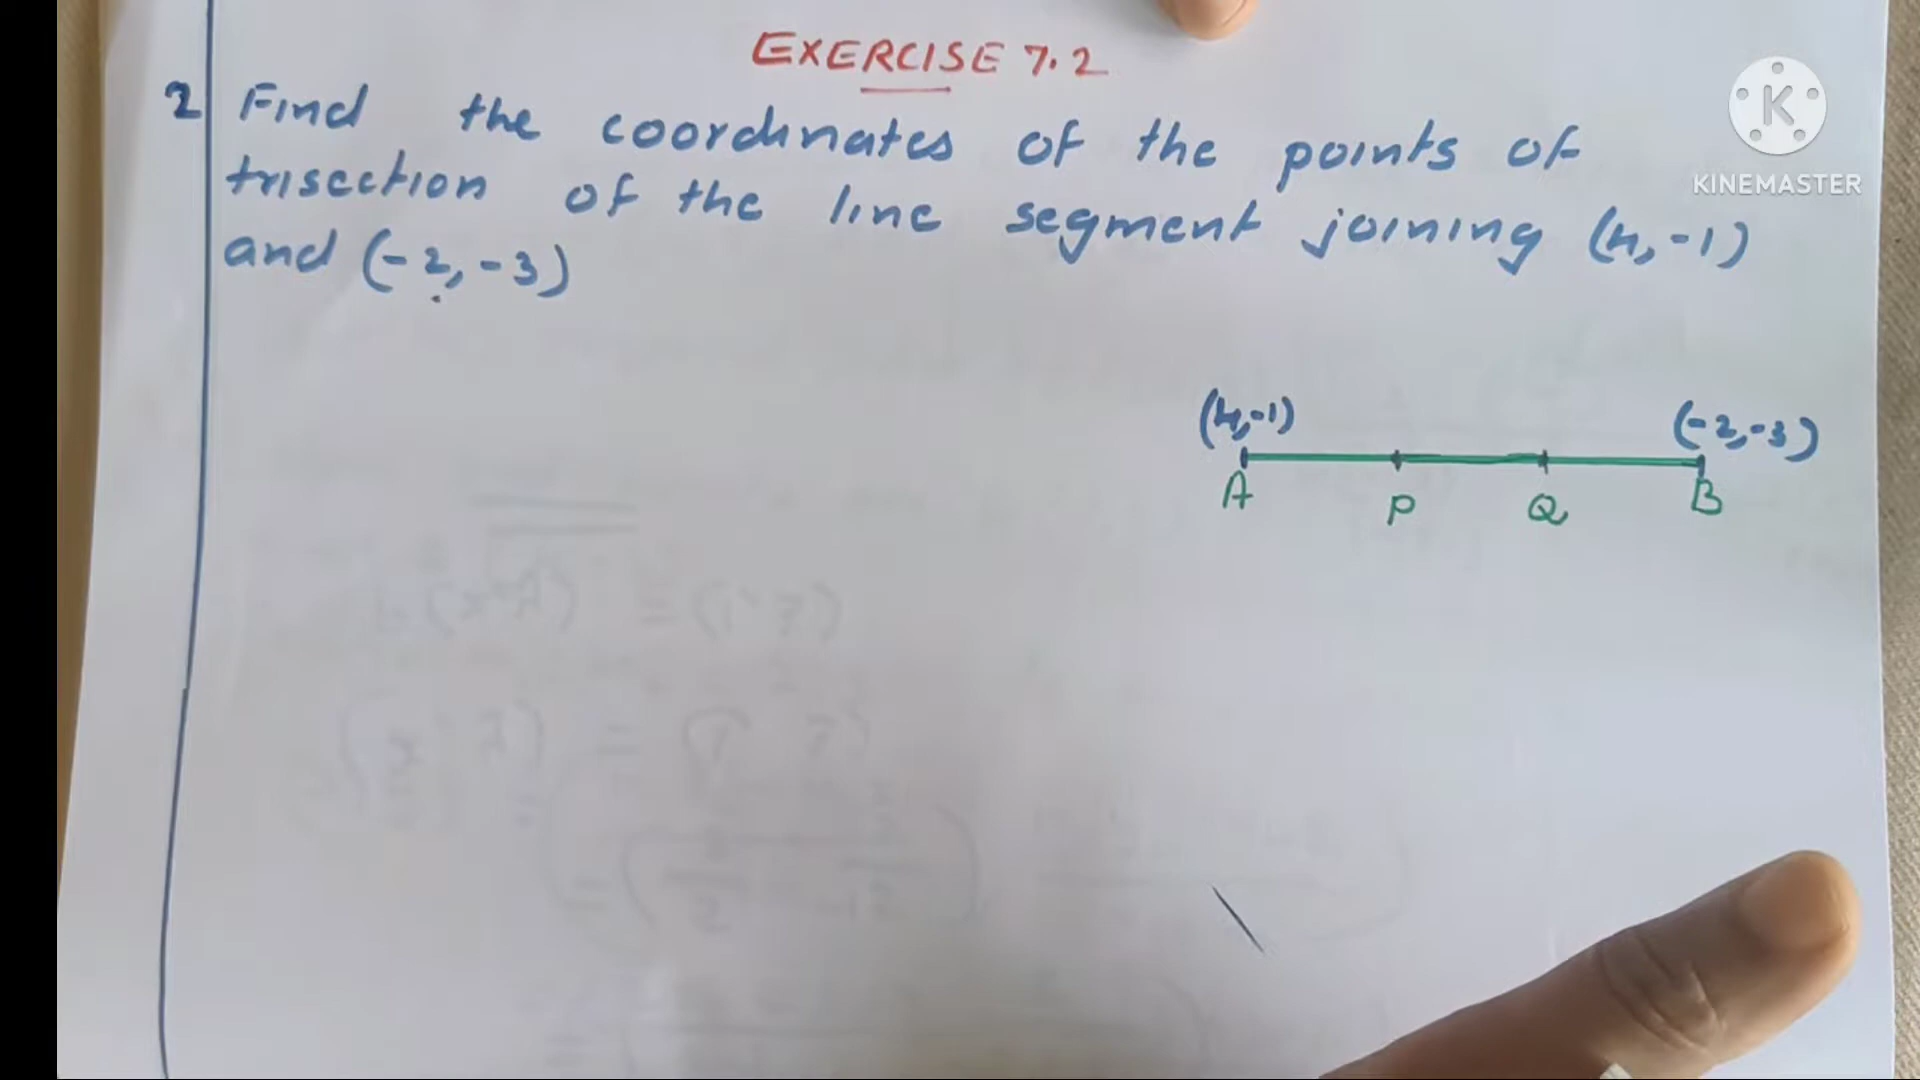 EXERCISE 7.2
2 Find the coordinates of the points of
trisection of the line segment joining (4, -1)
and (-2, -3)
KINEMASTER
(4,-1) (-2,-3)
A P Q B